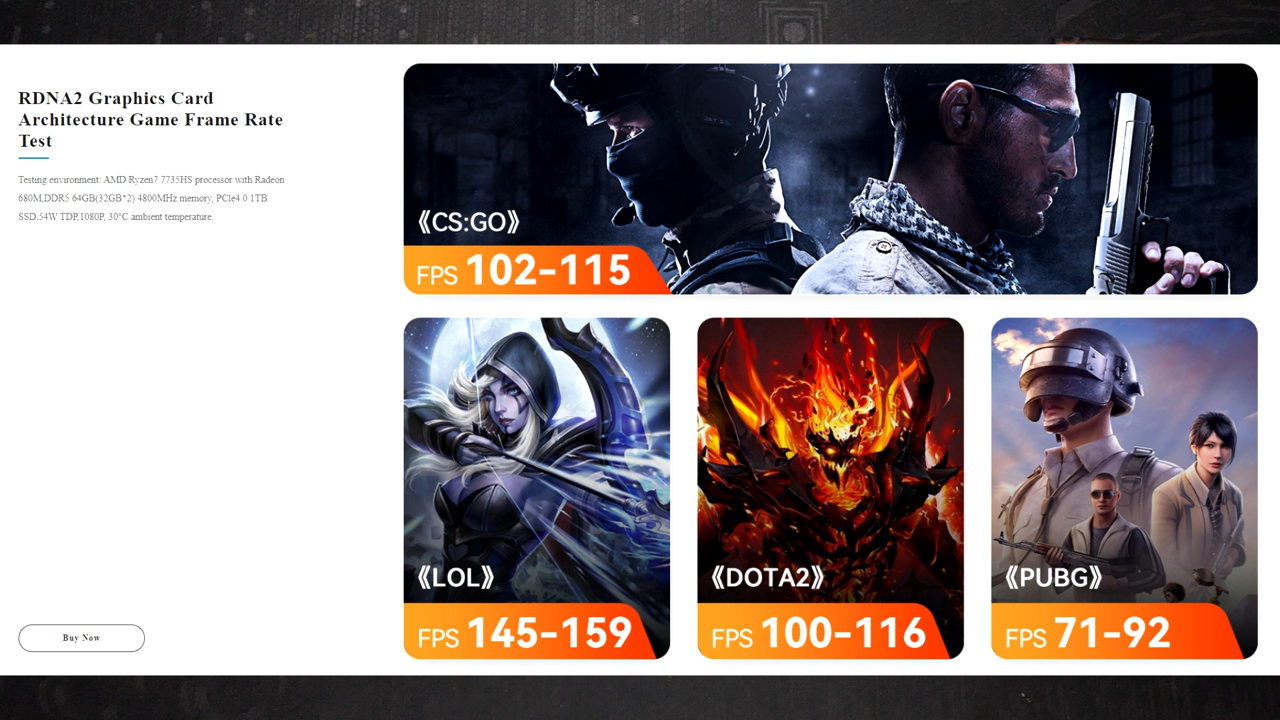 RDNA2 Graphics Card
Architecture Game Frame Rate
Test
Testing environment: AMD Ryzen7 7735HS processor with Radeon
680M,DDR5 64GB(32GB*2) 4800MHz memory, PCle4.0 1TB
SSD,54W TDP,1080P, 30°C ambient temperature.
Buy Now
《CS:GO》
FPS 102-115
《LOL》
FPS 145-159
《DOTA2》
FPS 100-116
《PUBG》
FPS 71-92